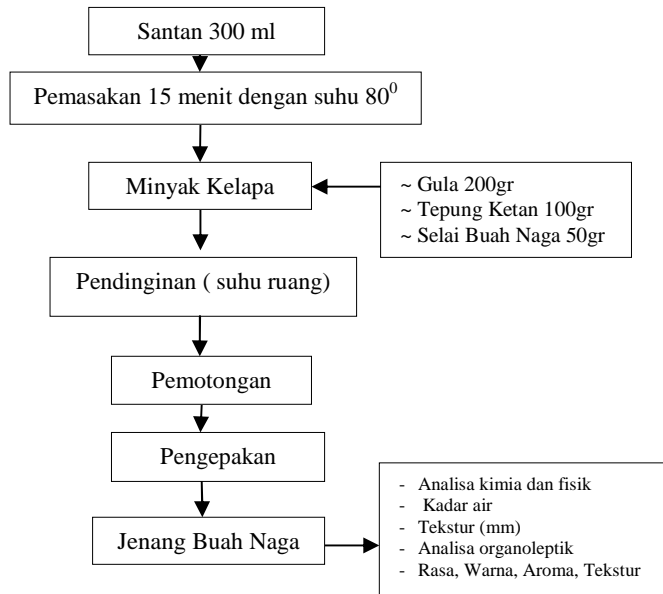 Santan 300 ml
Pemasakan 15 menit dengan suhu 80⁰
Minyak Kelapa
~ Gula 200gr
~ Tepung Ketan 100gr
~ Selai Buah Naga 50gr
Pendinginan ( suhu ruang)
Pemotongan
Pengepakan
Jenang Buah Naga
- Analisa kimia dan fisik
- Kadar air
- Tekstur (mm)
- Analisa organoleptik
- Rasa, Warna, Aroma, Tekstur